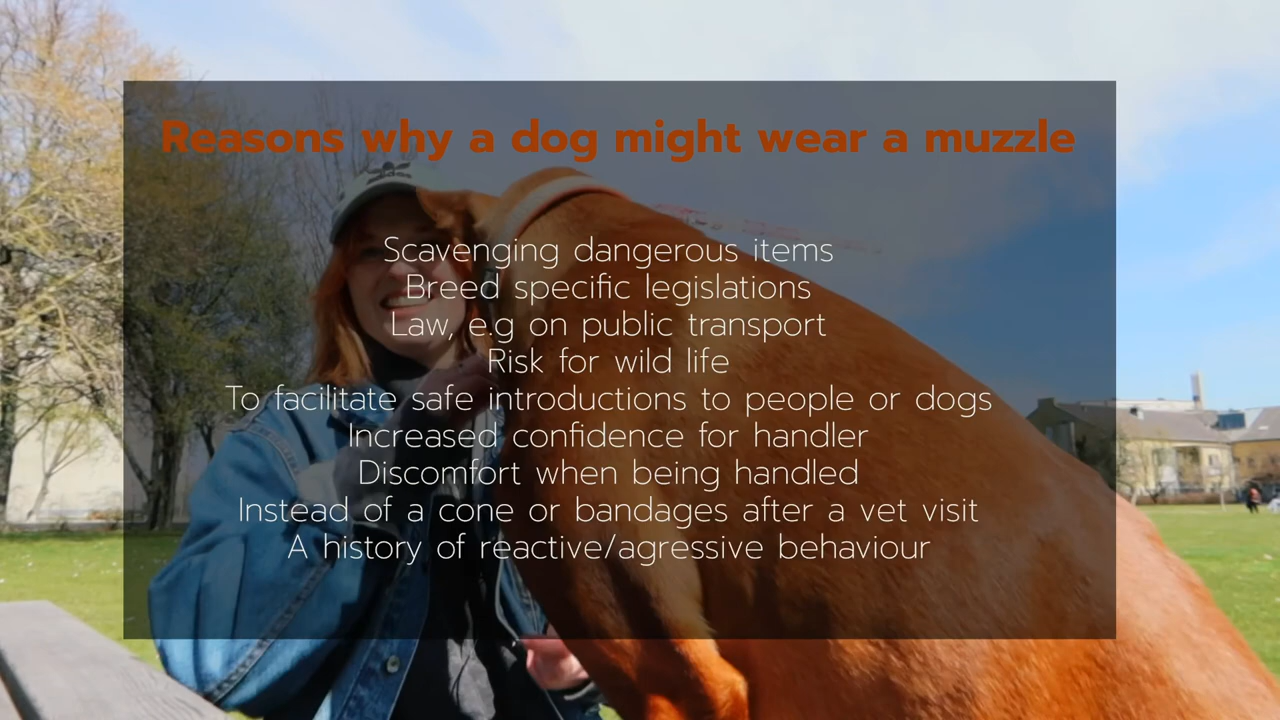 Reasons why a dog might wear a muzzle
Scavenging dangerous items
Breed specific legislations
Law, e.g on public transport
Risk for wild life
To facilitate safe introductions to people or dogs
Increased confidence for handler
Discomfort when being handled
Instead of a cone or bandages after a vet visit
A history of reactive/agressive behaviour